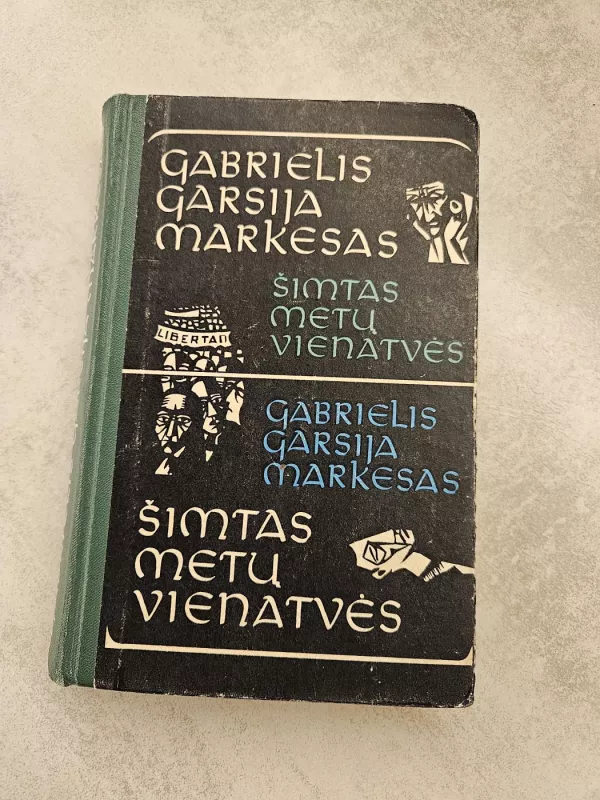 GABRIELIS
GARSIJA
MARKESAS
ŠIMTAS
METŲ
VIENATVĖS
LIBERTAD
GABRIELIS
GARSIJA
MARKESAS
ŠIMTAS
METŲ
VIENATVĖS